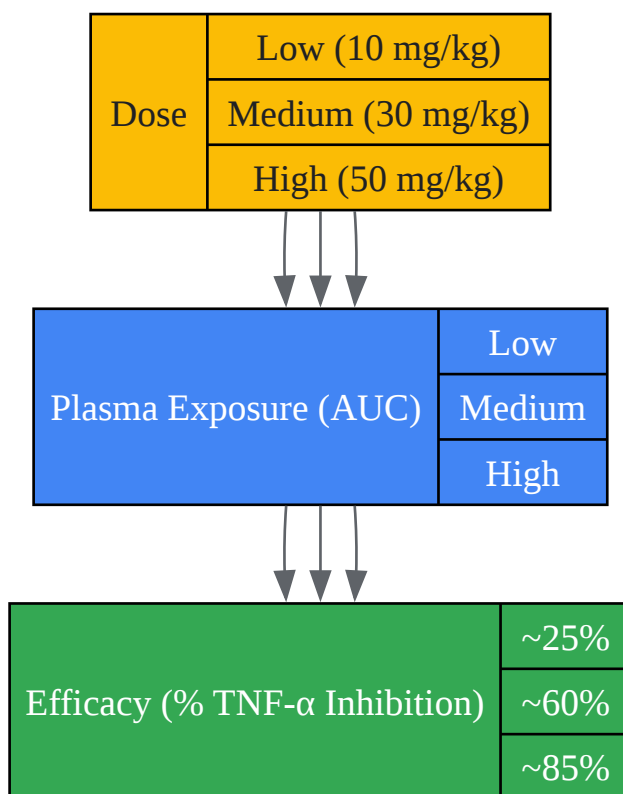 Dose
Low (10 mg/kg)
Medium (30 mg/kg)
High (50 mg/kg)
Plasma Exposure (AUC)
Low
Medium
High
Efficacy (% TNF-α Inhibition)
~25%
~60%
~85%